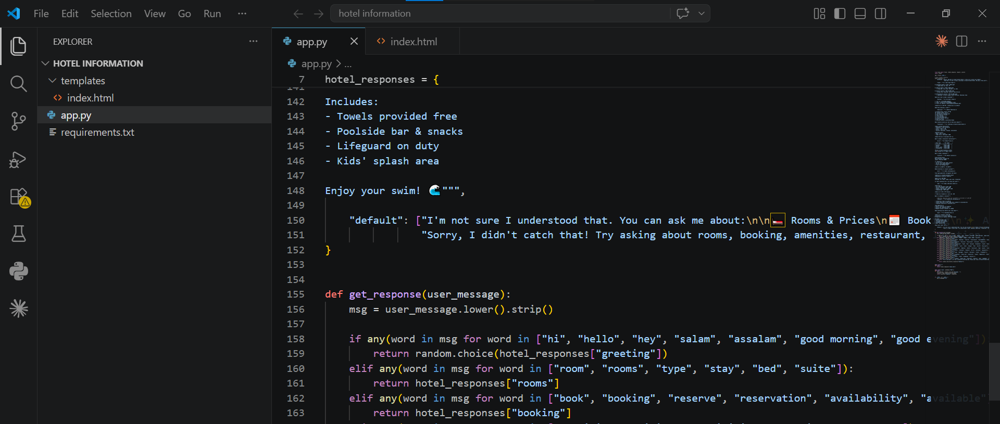 File Edit Selection View Go Run ...
hotel information
EXPLORER
HOTEL INFORMATION
templates
index.html
app.py
requirements.txt
app.py
index.html
app.py > ...
7 hotel_responses = {
141
142 Includes:
143 - Towels provided free
144 - Poolside bar & snacks
145 - Lifeguard on duty
146 - Kids' splash area
147
148 Enjoy your swim! 🌊""",
149
150 "default": ["I'm not sure I understood that. You can ask me about:\n\n🛏️ Rooms & Prices\n📅 Book
151 "Sorry, I didn't catch that! Try asking about rooms, booking, amenities, restaurant,
152 }
153
154
155 def get_response(user_message):
156 msg = user_message.lower().strip()
157
158 if any(word in msg for word in ["hi", "hello", "hey", "salam", "assalam", "good morning", "good evening"])
159 return random.choice(hotel_responses["greeting"])
160 elif any(word in msg for word in ["room", "rooms", "type", "stay", "bed", "suite"]):
161 return hotel_responses["rooms"]
162 elif any(word in msg for word in ["book", "booking", "reserve", "reservation", "availability", "available"
163 return hotel_responses["booking"]